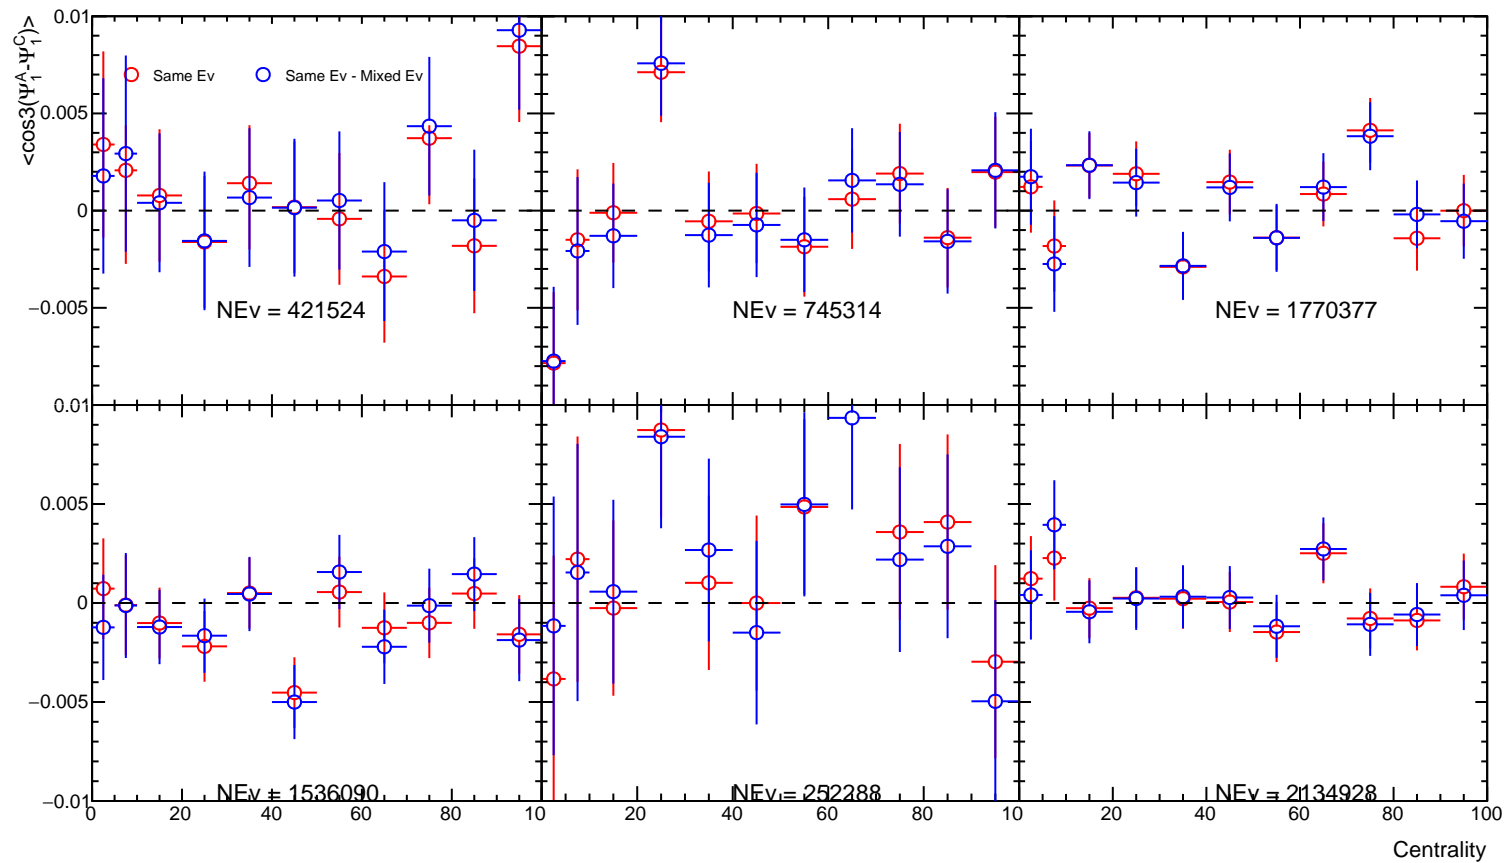 <cos3(Ψ₁ᴬ-Ψ₁ᶜ)>
0.01
0.005
0
−0.005
Same Ev
Same Ev - Mixed Ev
NEv = 421524
NEv = 745314
NEv = 1770377
0.01
0.005
0
−0.005
−0.01
NEv = 1536090
NEv = 252288
NEv = 2134928
0 20 40 60 80 10 20 40 60 80 10 20 40 60 80 100
Centrality